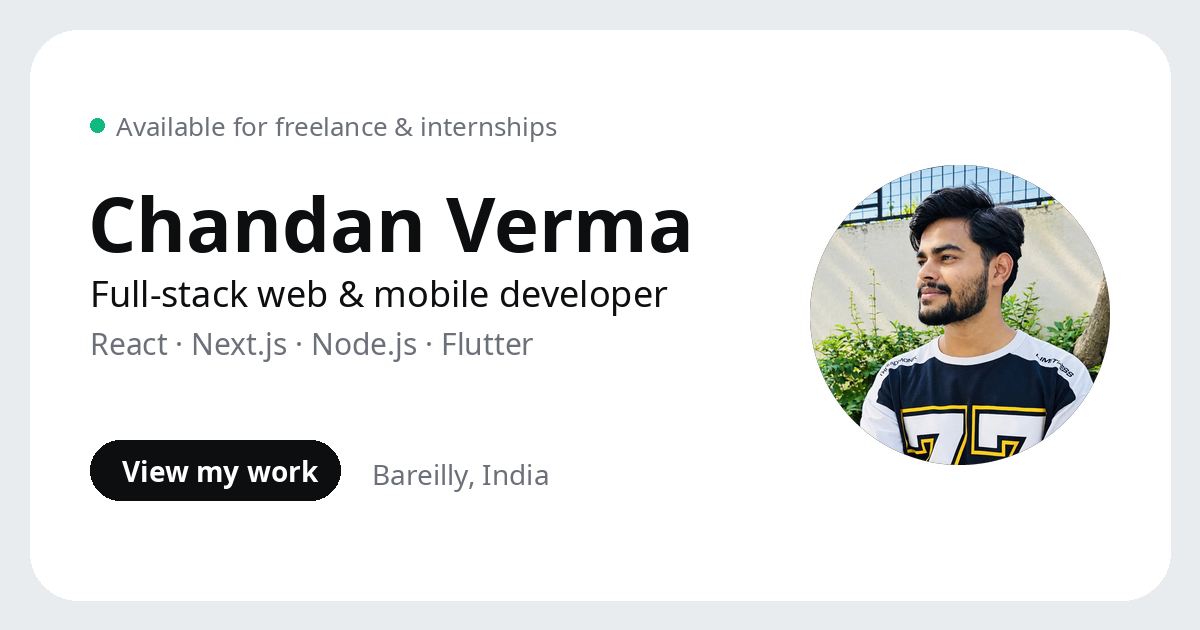 Available for freelance & internships
Chandan Verma
Full-stack web & mobile developer
React · Next.js · Node.js · Flutter
View my work
Bareilly, India
77